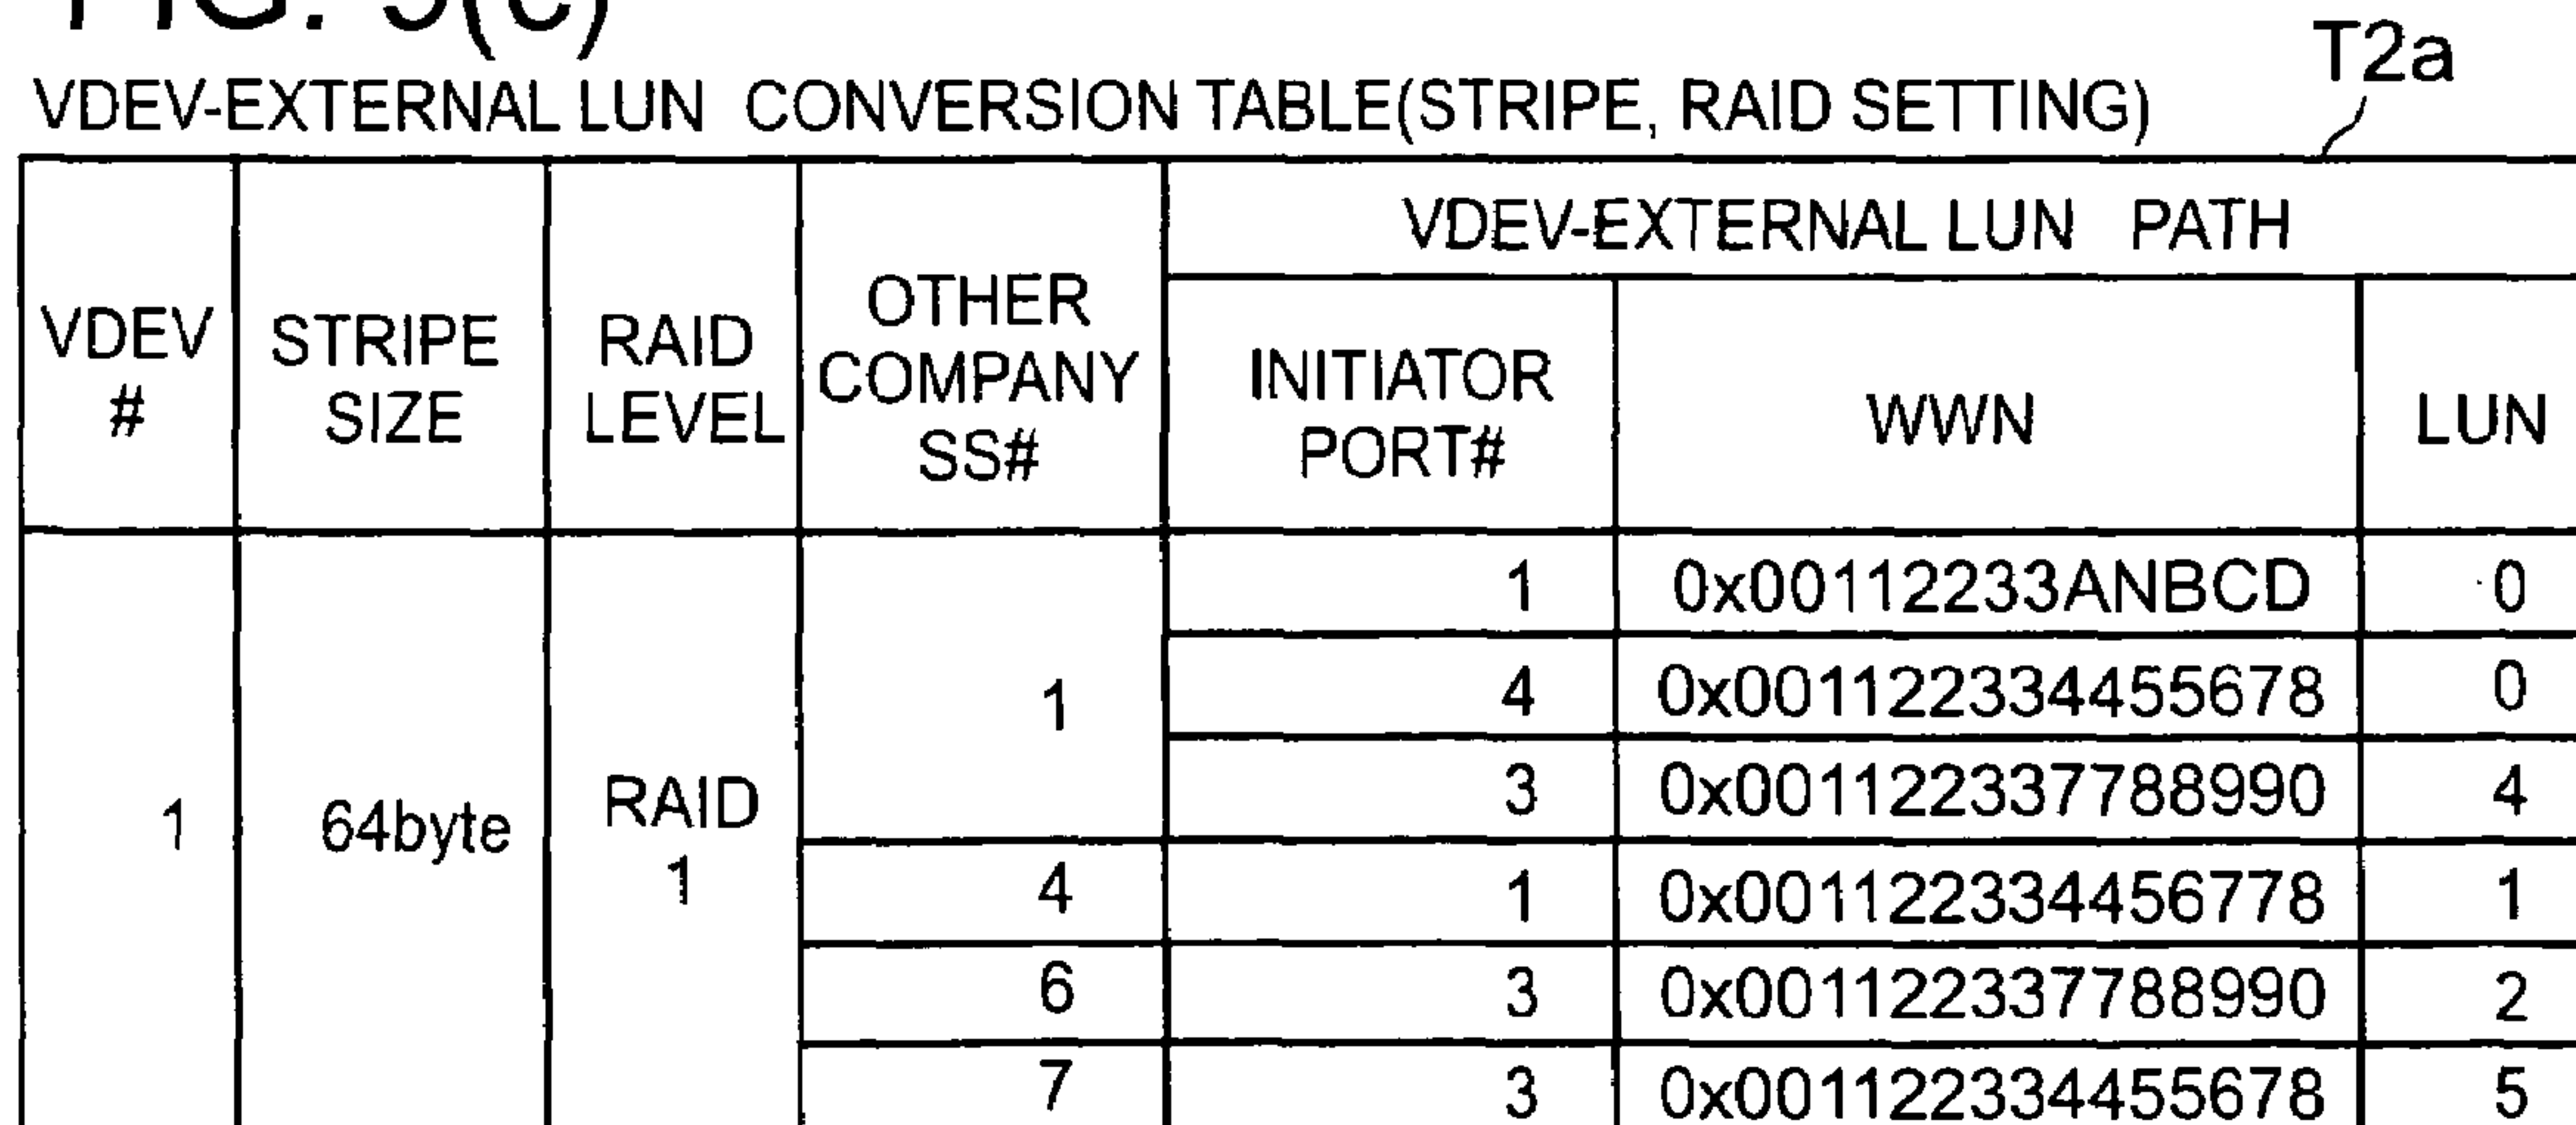 FIG. 9(c)
T2a
VDEV-EXTERNAL LUN CONVERSION TABLE(STRIPE, RAID SETTING)
VDEV-EXTERNAL LUN PATH
VDEV
#
STRIPE
SIZE
RAID
LEVEL
OTHER
COMPANY
SS#
INITIATOR
PORT#
WWN
LUN
1 0x00112233ANBCD 0
1 4 0x001122334455678 0
3 0x001122337788990 4
1 64byte RAID
1
4 1 0x001122334456778 1
6 3 0x001122337788990 2
7 3 0x001122334455678 5